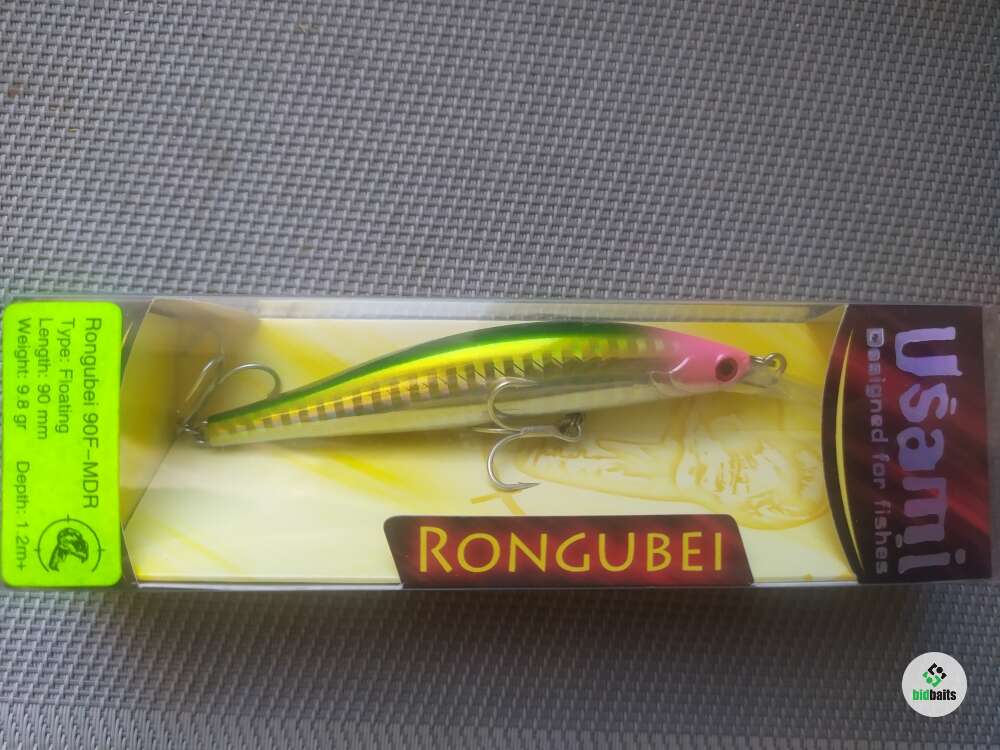 Rongubei 90F-MDR
Type: Floating
Length: 90 mm
Weight: 9.8 gr Depth: 1.2m+
RONGUBEI
Usami
Designed for fishes
bidbaits